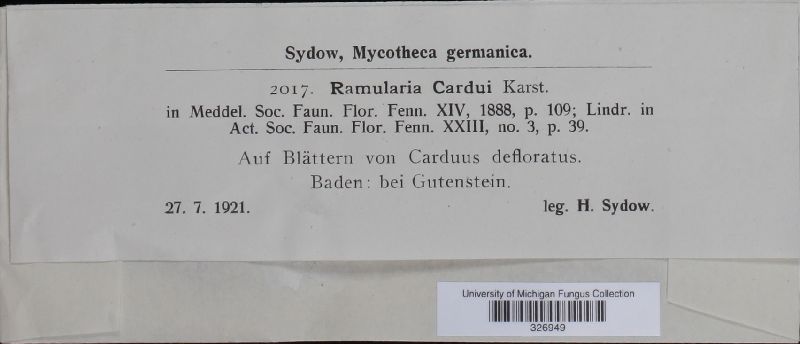 Sydow, Mycotheca germanica.
2017. Ramularia Cardui Karst.
in Meddel. Soc. Faun. Flor. Fenn. XIV, 1888, p. 109; Lindr. in
Act. Soc. Faun. Flor. Fenn. XXIII, no. 3, p. 39.
Auf Blättern von Carduus defloratus.
Baden: bei Gutenstein.
27. 7. 1921. leg. H. Sydow.
University of Michigan Fungus Collection
326949